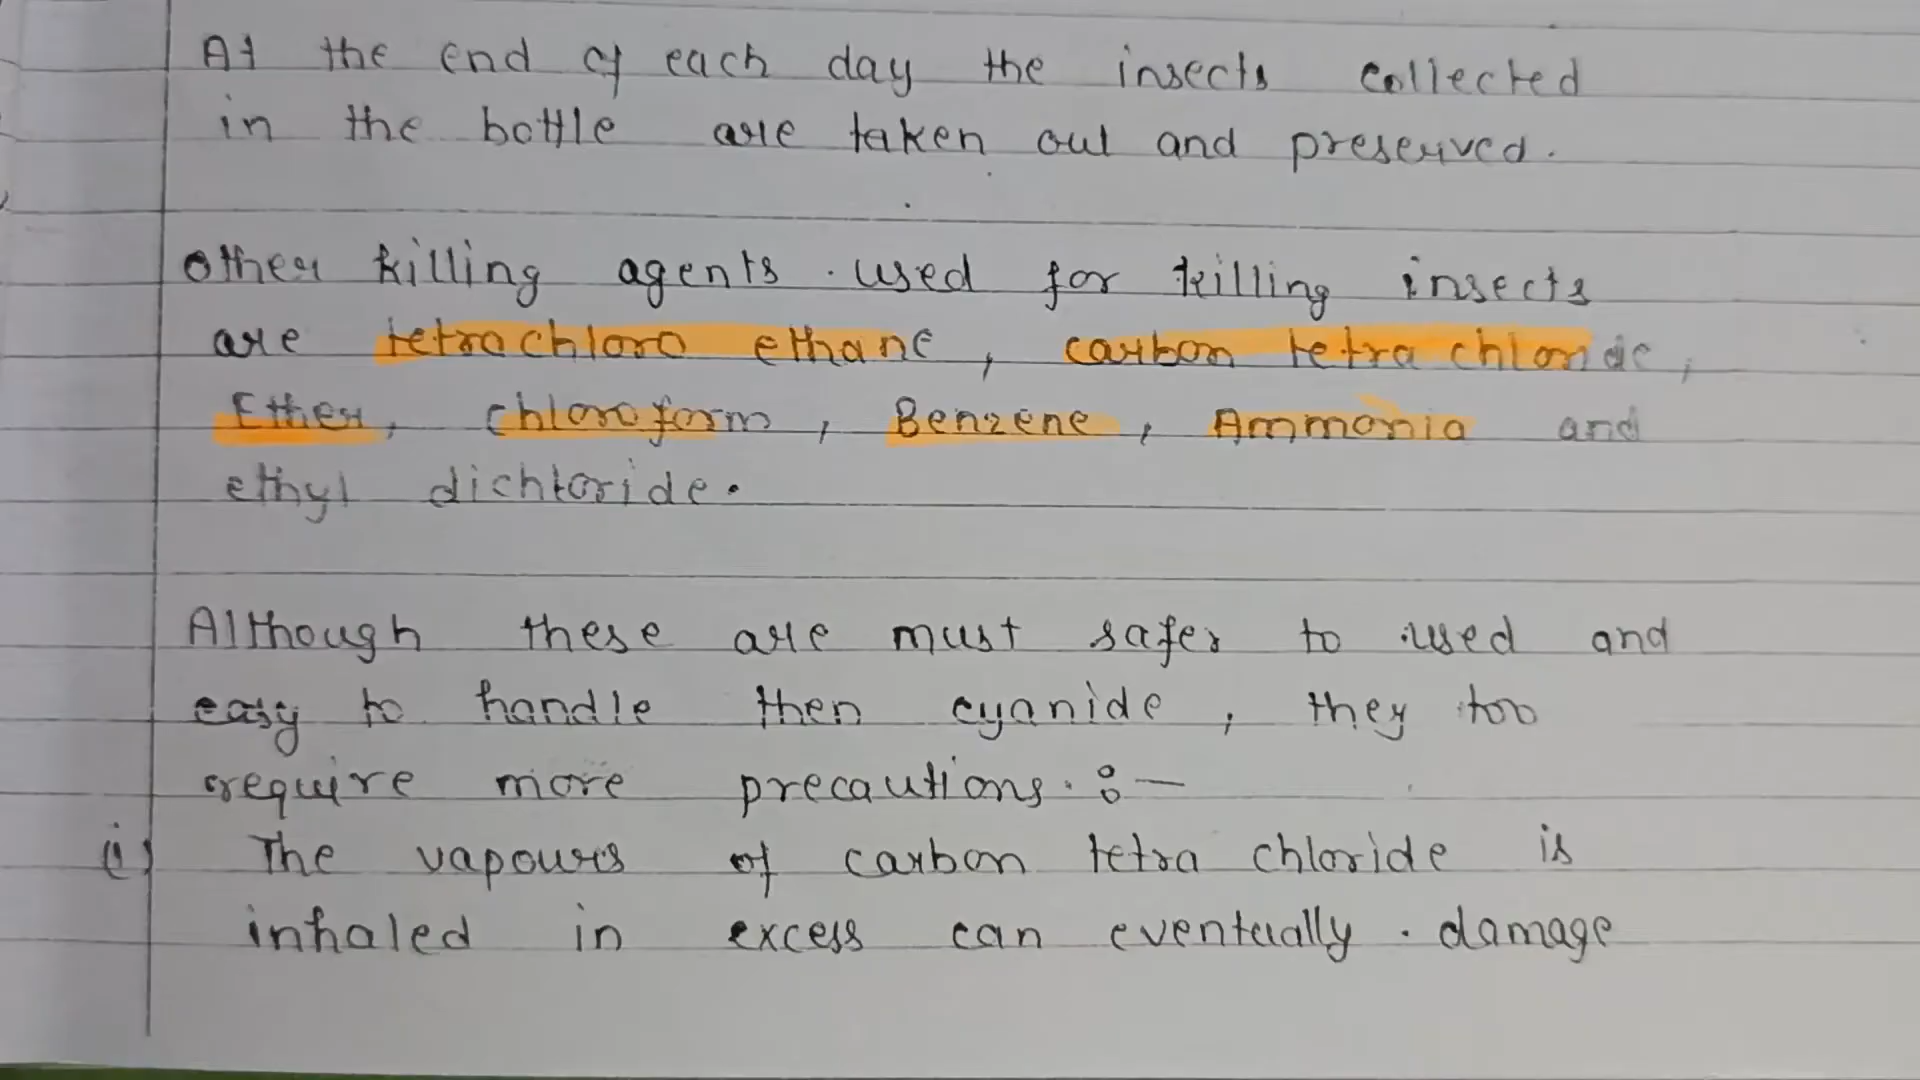 At the end of each day the insects collected
in the bottle are taken out and preserved.
Other killing agents used for killing insects
are tetrachloro ethane, carbon tetra chloride,
Ether, chloroform, Benzene, Ammonia and
ethyl dichloride.
Although these are must safer to used and
easy to handle then cyanide, they too
require more precautions. :-
(i) The vapours of carbon tetra chloride is
inhaled in excess can eventually damage